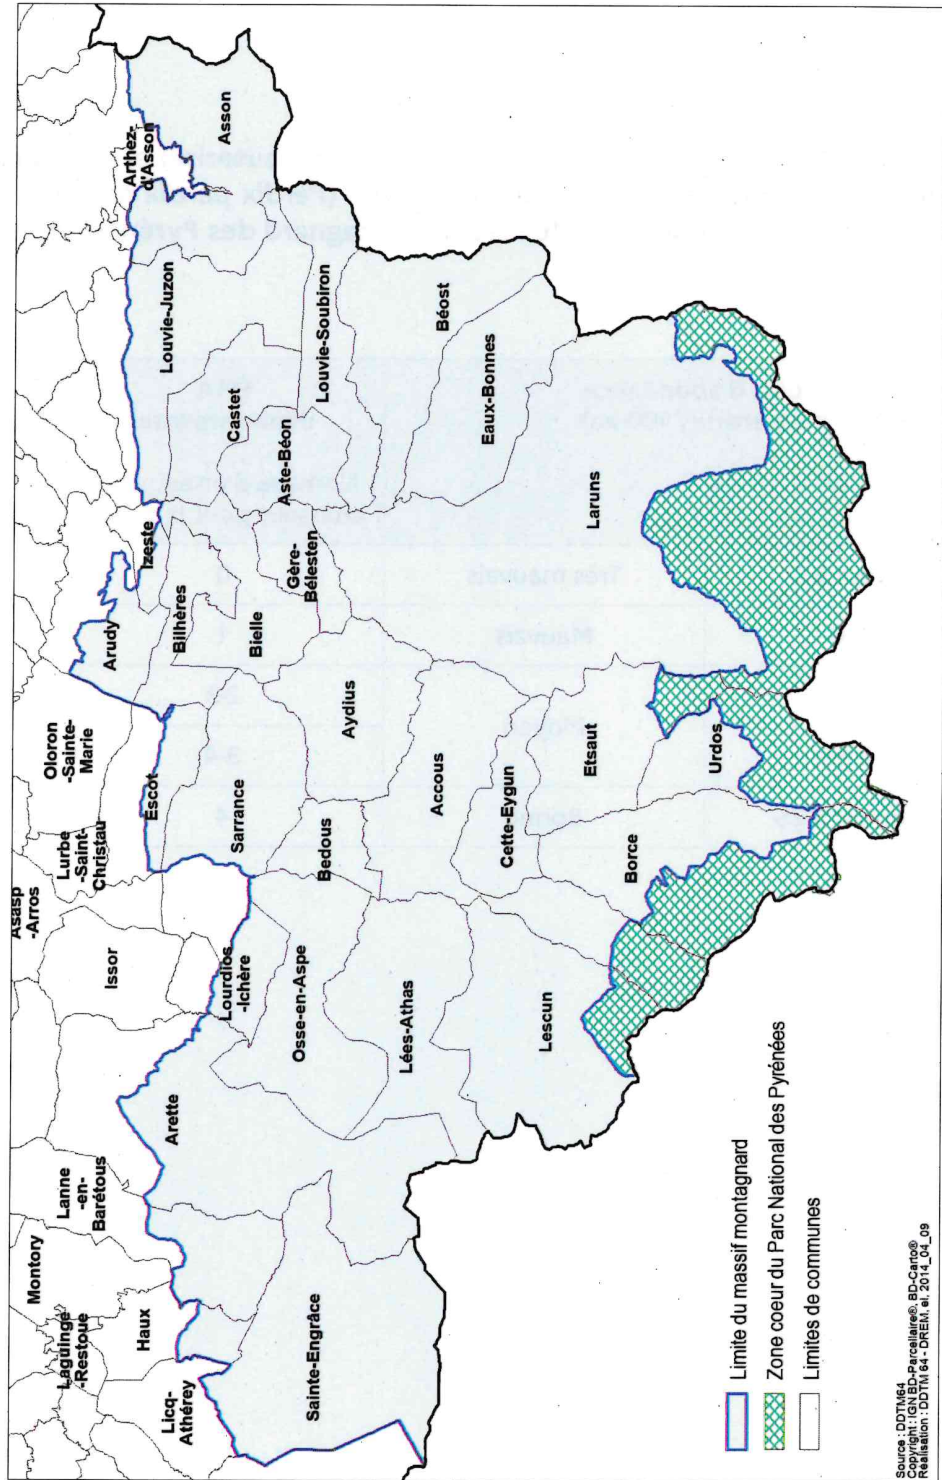 Asasp
-Arros
Montory
Laguinge
-Restoue
Lanne
-en-
Barétous
Haux
Licq-
Athérey
Issor
Lurbe
-Saint-
Christau
Oloron
-Sainte-
Marie
Arudy
Izeste
Arthez-
d'Asson
Asson
Louvie-Juzon
Escot
Bilhères
Castet
Arette
Lourdios
-Ichère
Sarrance
Bielle
Aste-Béon
Louvie-Soubiron
Gère-
Bélesten
Sainte-Engrâce
Osse-en-Aspe
Bedous
Aydius
Béost
Eaux-Bonnes
Lées-Athas
Accous
Cette-Eygun
Lescun
Etsaut
Laruns
Borce
Urdos
Limite du massif montagnard
Zone coeur du Parc National des Pyrénées
Limites de communes
Source : DDTM64
Copyright : IGN BD-Parcellaire®, BD-Carto®
Réalisation : DDTM 64 - DREM, el, 2014_04_09
Très mauvais
Mauvais